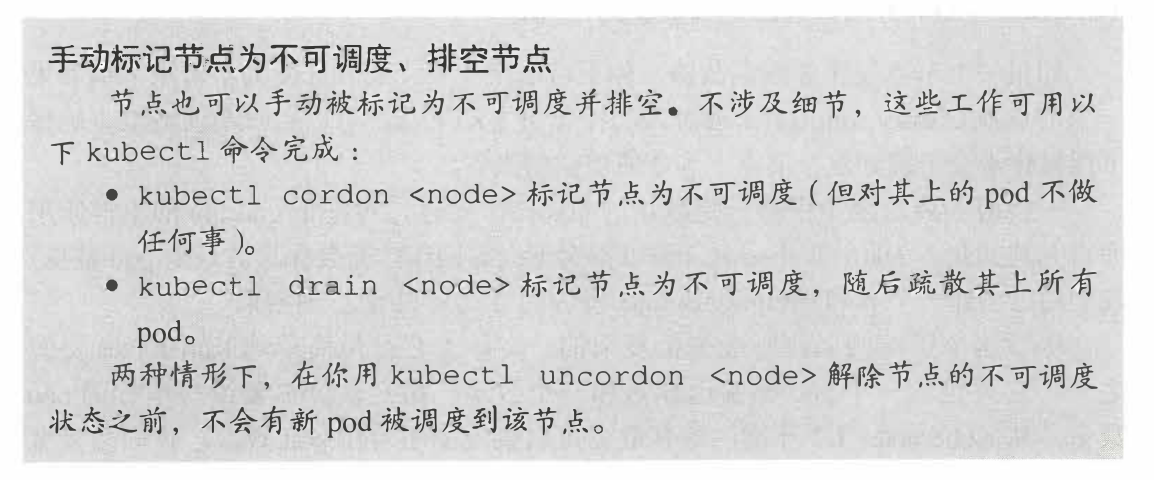 手动标记节点为不可调度、排空节点
节点也可以手动被标记为不可调度并排空。不涉及细节，这些工作可用以
下 kubectl 命令完成：
● kubectl cordon <node> 标记节点为不可调度（但对其上的 pod 不做
任何事）。
● kubectl drain <node> 标记节点为不可调度，随后疏散其上所有
pod。
两种情形下，在你用 kubectl uncordon <node> 解除节点的不可调度
状态之前，不会有新 pod 被调度到该节点。